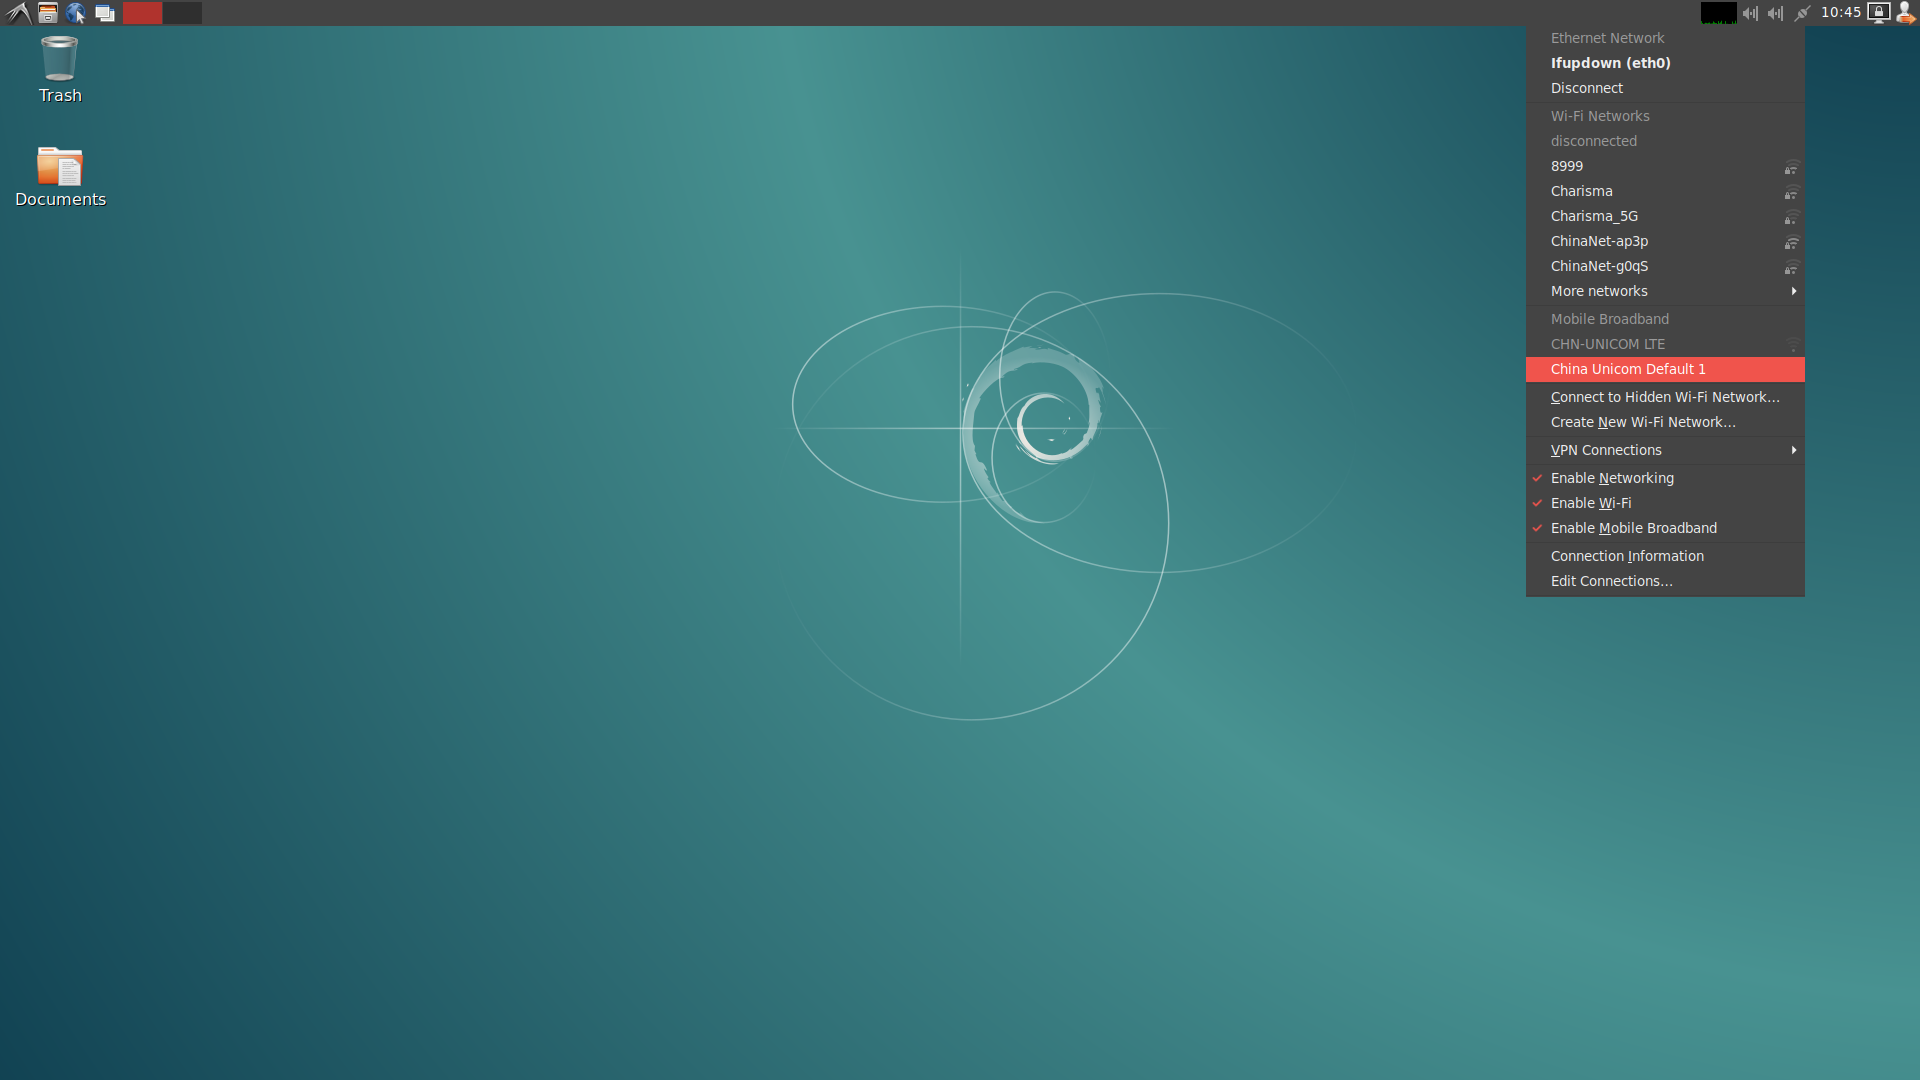 10:45
Trash
Documents
Ethernet Network
Ifupdown (eth0)
Disconnect
Wi-Fi Networks
disconnected
8999
Charisma
Charisma_5G
ChinaNet-ap3p
ChinaNet-g0qS
More networks
Mobile Broadband
CHN-UNICOM LTE
China Unicom Default 1
Connect to Hidden Wi-Fi Network...
Create New Wi-Fi Network...
VPN Connections
Enable Networking
Enable Wi-Fi
Enable Mobile Broadband
Connection Information
Edit Connections...